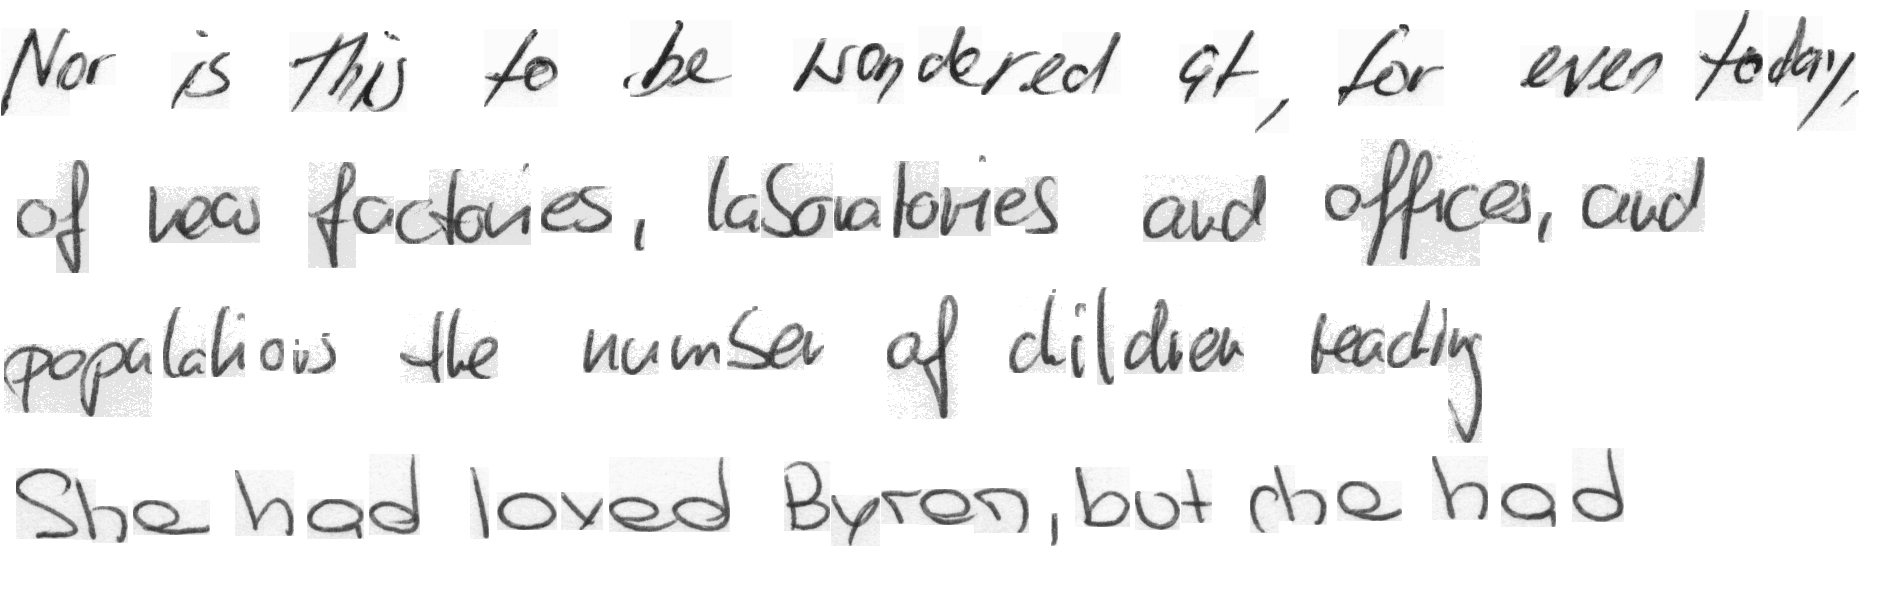 Nor is this to be wondered at, for even today,
of new factories, laboratories and offices, and
populations the number of children reading
She had loved Byron, but she had